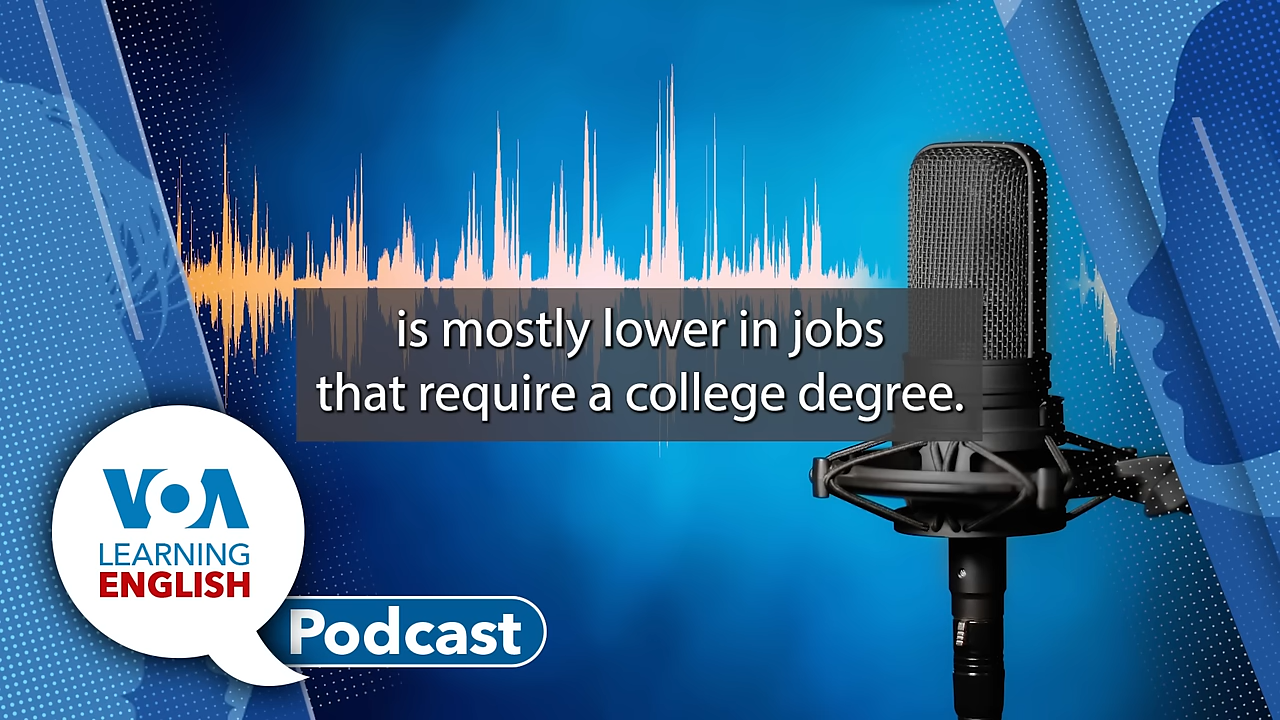 is mostly lower in jobs
that require a college degree.
VOA
LEARNING
ENGLISH
Podcast